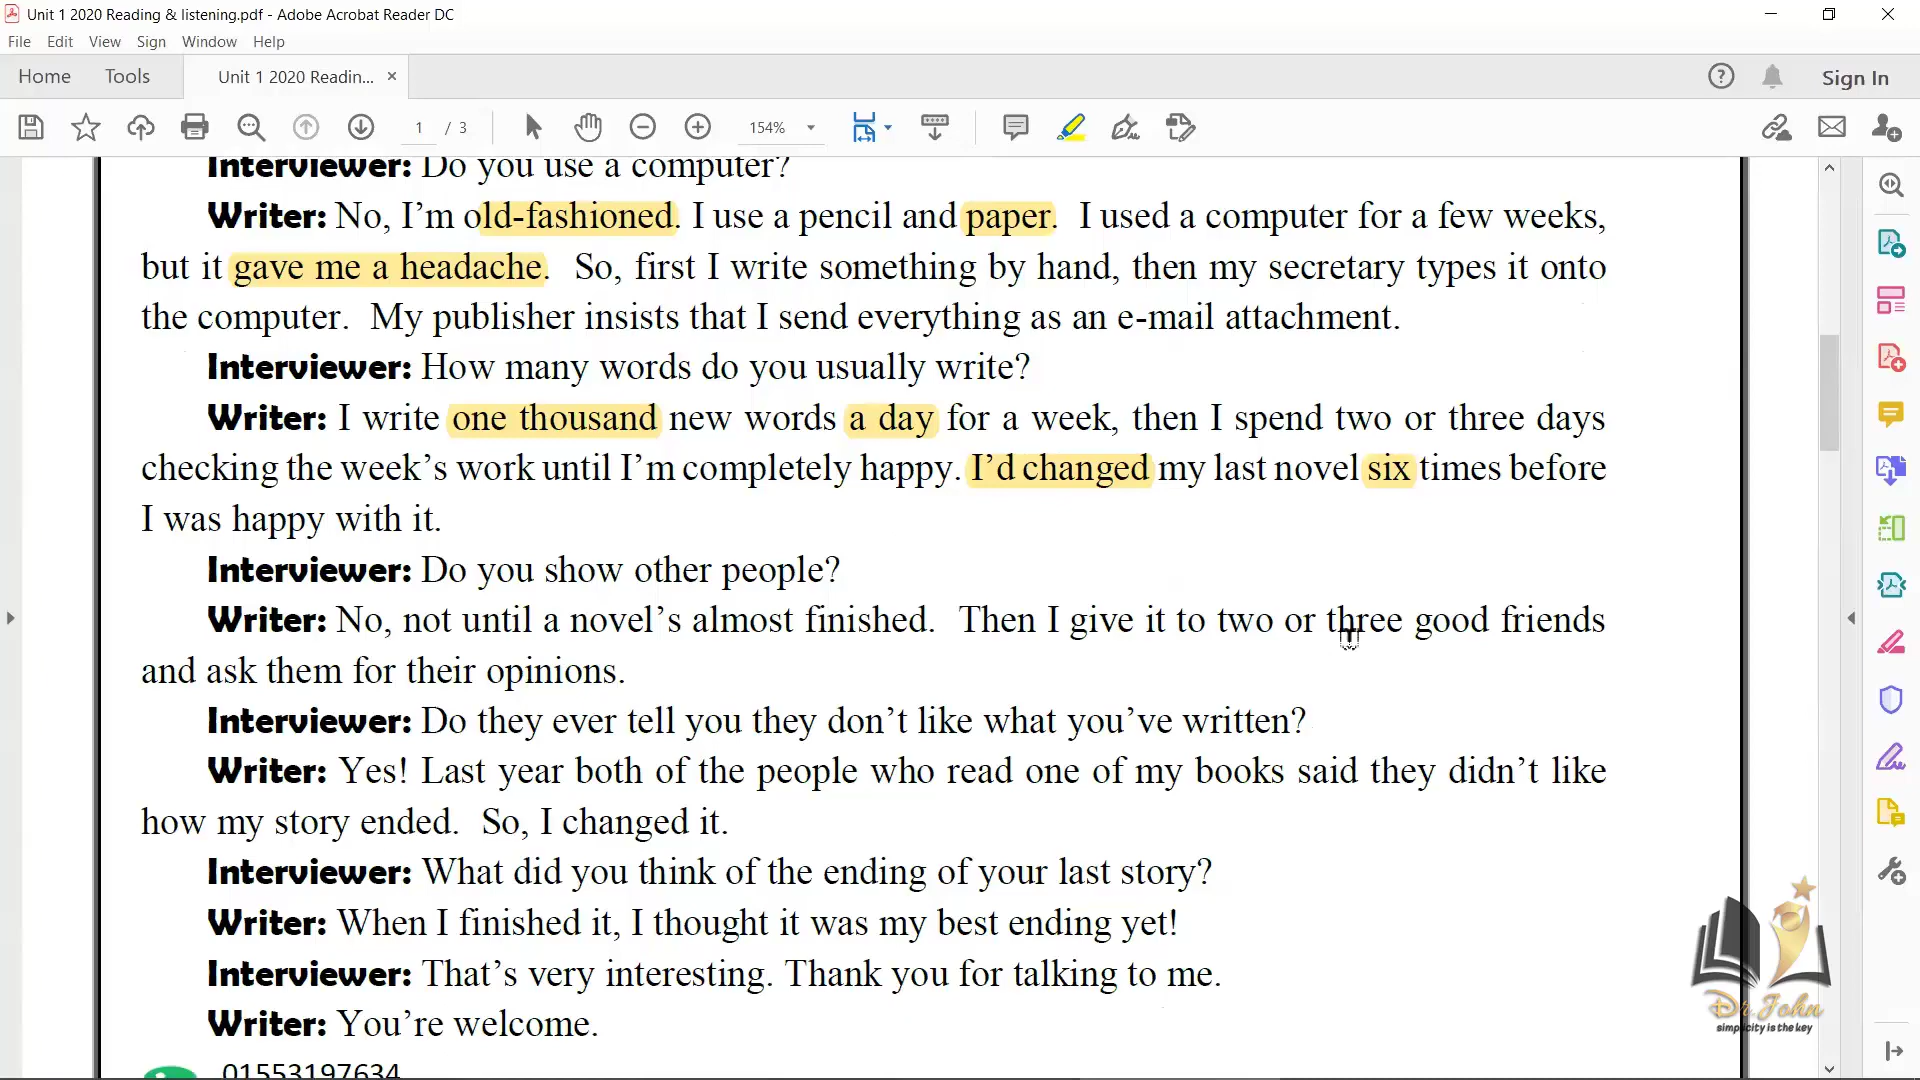 Unit 1 2020 Reading & listening.pdf - Adobe Acrobat Reader DC
File Edit View Sign Window Help
Home Tools Unit 1 2020 Readin... × Sign In
1 / 3 154%
Interviewer: Do you use a computer?
Writer: No, I’m old-fashioned. I use a pencil and paper. I used a computer for a few weeks,
but it gave me a headache. So, first I write something by hand, then my secretary types it onto
the computer. My publisher insists that I send everything as an e-mail attachment.
Interviewer: How many words do you usually write?
Writer: I write one thousand new words a day for a week, then I spend two or three days
checking the week’s work until I’m completely happy. I’d changed my last novel six times before
I was happy with it.
Interviewer: Do you show other people?
Writer: No, not until a novel’s almost finished. Then I give it to two or three good friends
and ask them for their opinions.
Interviewer: Do they ever tell you they don’t like what you’ve written?
Writer: Yes! Last year both of the people who read one of my books said they didn’t like
how my story ended. So, I changed it.
Interviewer: What did you think of the ending of your last story?
Writer: When I finished it, I thought it was my best ending yet!
Interviewer: That’s very interesting. Thank you for talking to me.
Writer: You’re welcome.
01553197634
Dr.John
simplicity is the key